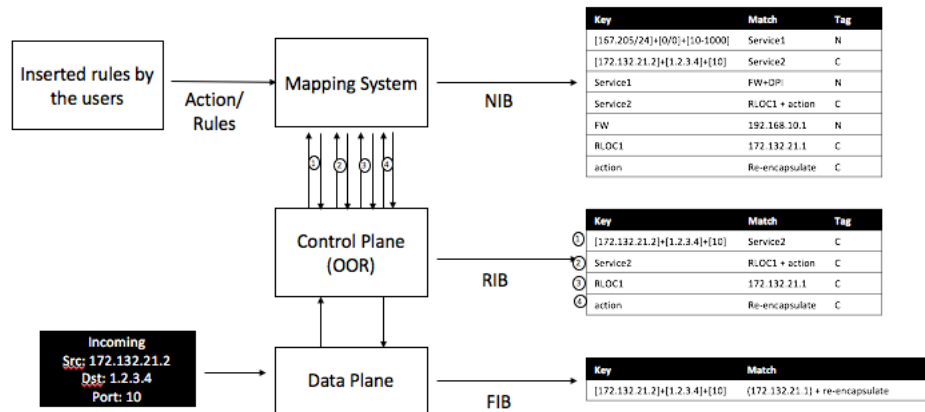 Key Match Tag
[167.205/24]+[0/0]+[10-1000] Service1 N
[172.132.21.2]+[1.2.3.4]+[10] Service2 C
Service1 FW+DPI N
Service2 RLOC1 + action C
FW 192.168.10.1 N
RLOC1 172.132.21.1 C
action Re-encapsulate C
Inserted rules by
the users
Action/
Rules
Mapping System
NIB
1 2 3 4
Control Plane
(OOR)
RIB
Key Match Tag
1 [172.132.21.2]+[1.2.3.4]+[10] Service2 C
2 Service2 RLOC1 + action C
3 RLOC1 172.132.21.1 C
4 action Re-encapsulate C
Incoming
Src: 172.132.21.2
Dst: 1.2.3.4
Port: 10
Data Plane
FIB
Key Match
[172.132.21.2]+[1.2.3.4]+[10] (172.132.21.1) + re-encapsulate